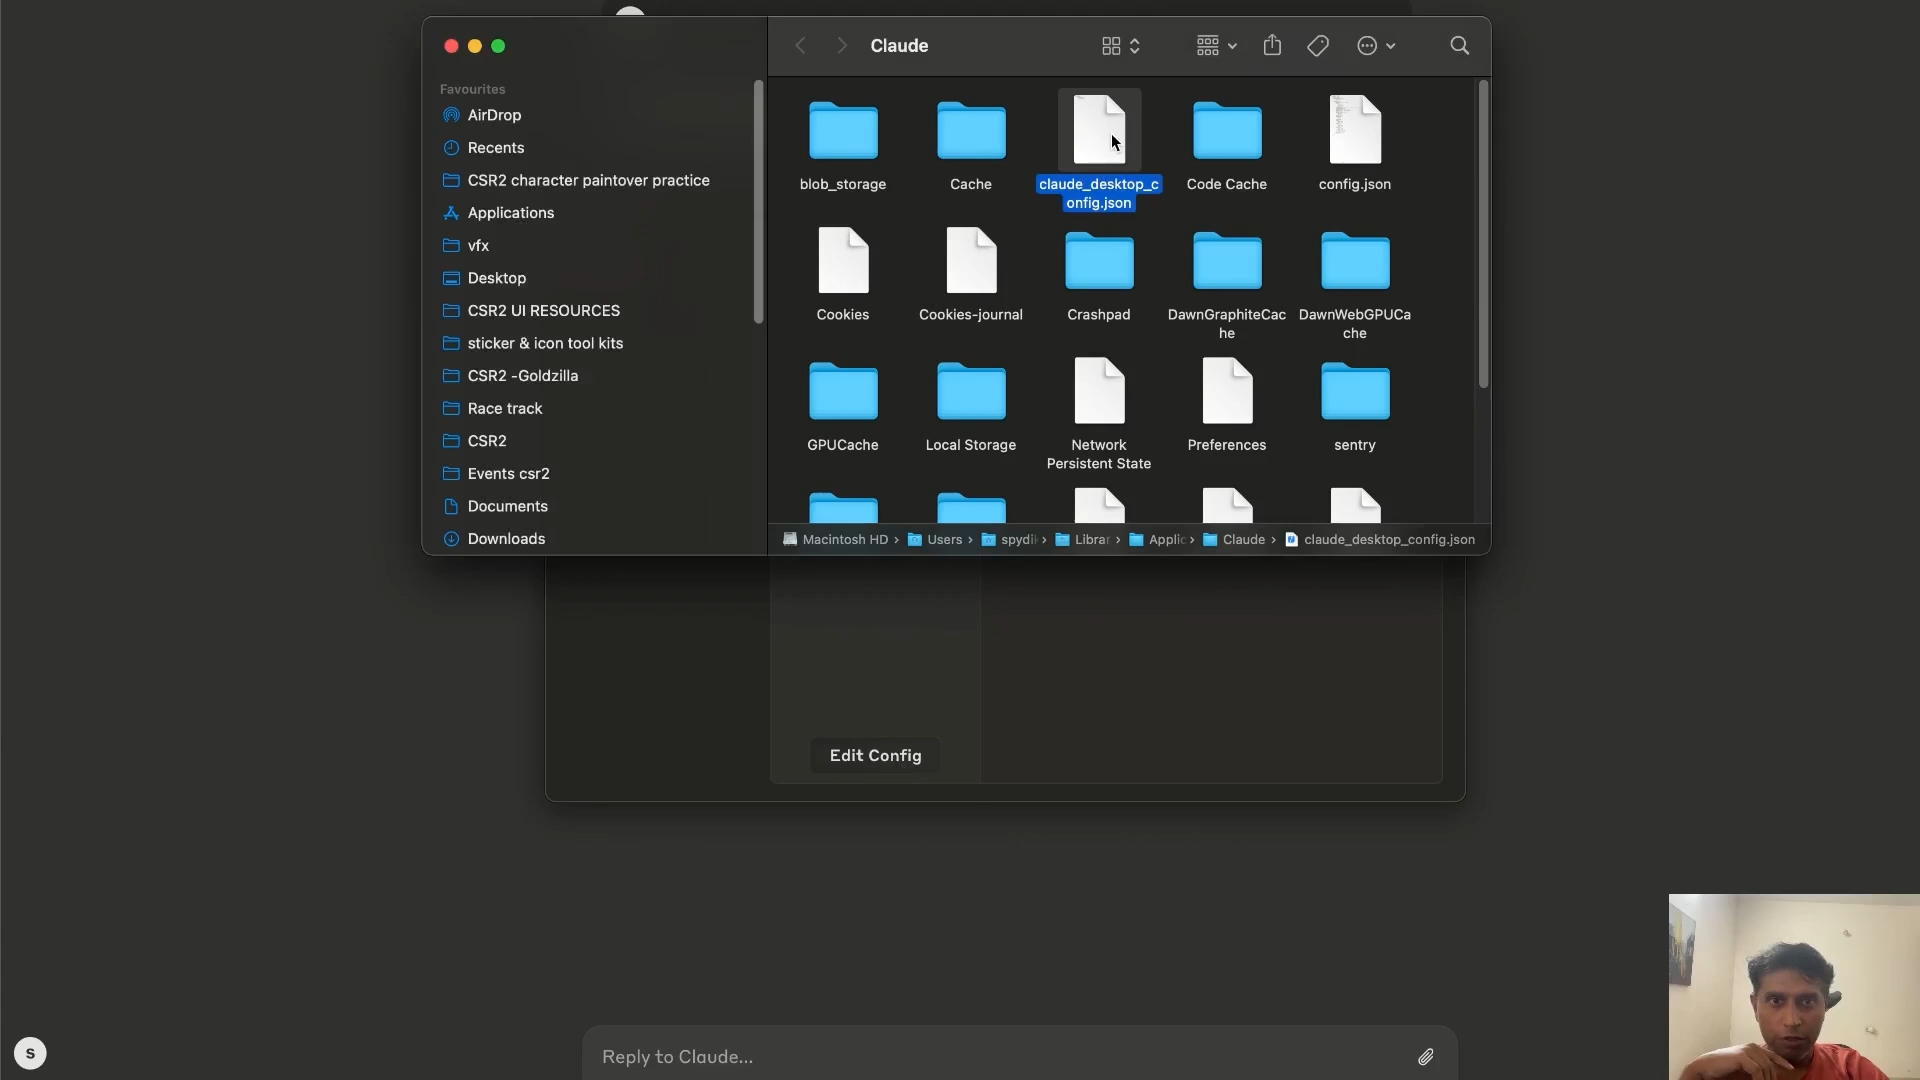 Claude
Favourites
AirDrop
Recents
CSR2 character paintover practice
Applications
vfx
Desktop
CSR2 UI RESOURCES
sticker & icon tool kits
CSR2 -Goldzilla
Race track
CSR2
Events csr2
Documents
Downloads
blob_storage
Cache
claude_desktop_c
onfig.json
Code Cache
config.json
Cookies
Cookies-journal
Crashpad
DawnGraphiteCac
he
DawnWebGPUCa
che
GPUCache
Local Storage
Network
Persistent State
Preferences
sentry
Macintosh HD › Users › spydi › Librar › Applic › Claude › claude_desktop_config.json
Edit Config
Reply to Claude...
S